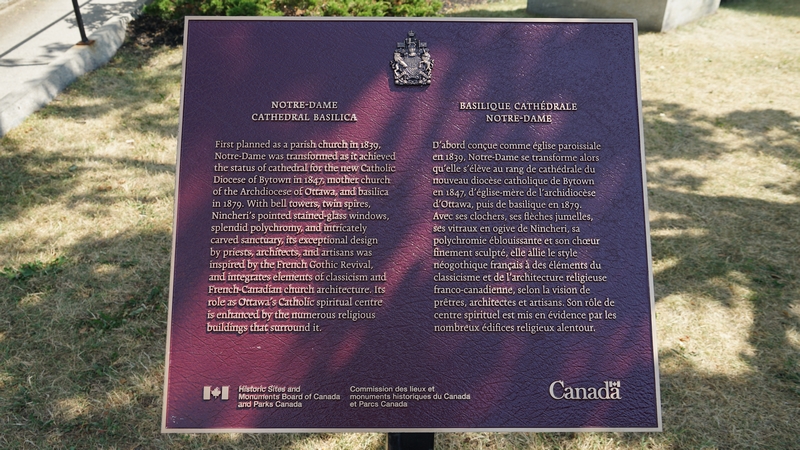 NOTRE-DAME
CATHEDRAL BASILICA
First planned as a parish church in 1839,
Notre-Dame was transformed as it achieved
the status of cathedral for the new Catholic
Diocese of Bytown in 1847, mother church
of the Archdiocese of Ottawa, and basilica
in 1879. With bell towers, twin spires,
Nincheri's pointed stained-glass windows,
splendid polychromy, and intricately
carved sanctuary, its exceptional design
by priests, architects, and artisans was
inspired by the French Gothic Revival,
and integrates elements of classicism and
French-Canadian church architecture. Its
role as Ottawa's Catholic spiritual centre
is enhanced by the numerous religious
buildings that surround it.
BASILIQUE CATHÉDRALE
NOTRE-DAME
D'abord conçue comme église paroissiale
en 1839, Notre-Dame se transforme alors
qu'elle s'élève au rang de cathédrale du
nouveau diocèse catholique de Bytown
en 1847, d'église-mère de l'archidiocèse
d'Ottawa, puis de basilique en 1879.
Avec ses clochers, ses flèches jumelles,
ses vitraux en ogive de Nincheri, sa
polychromie éblouissante et son chœur
finement sculpté, elle allie le style
néogothique français à des éléments du
classicisme et de l'architecture religieuse
franco-canadienne, selon la vision de
prêtres, architectes et artisans. Son rôle de
centre spirituel est mis en évidence par les
nombreux édifices religieux alentour.
Historic Sites and
Monuments Board of Canada
and Parks Canada
Commission des lieux et
monuments historiques du Canada
et Parcs Canada
Canada